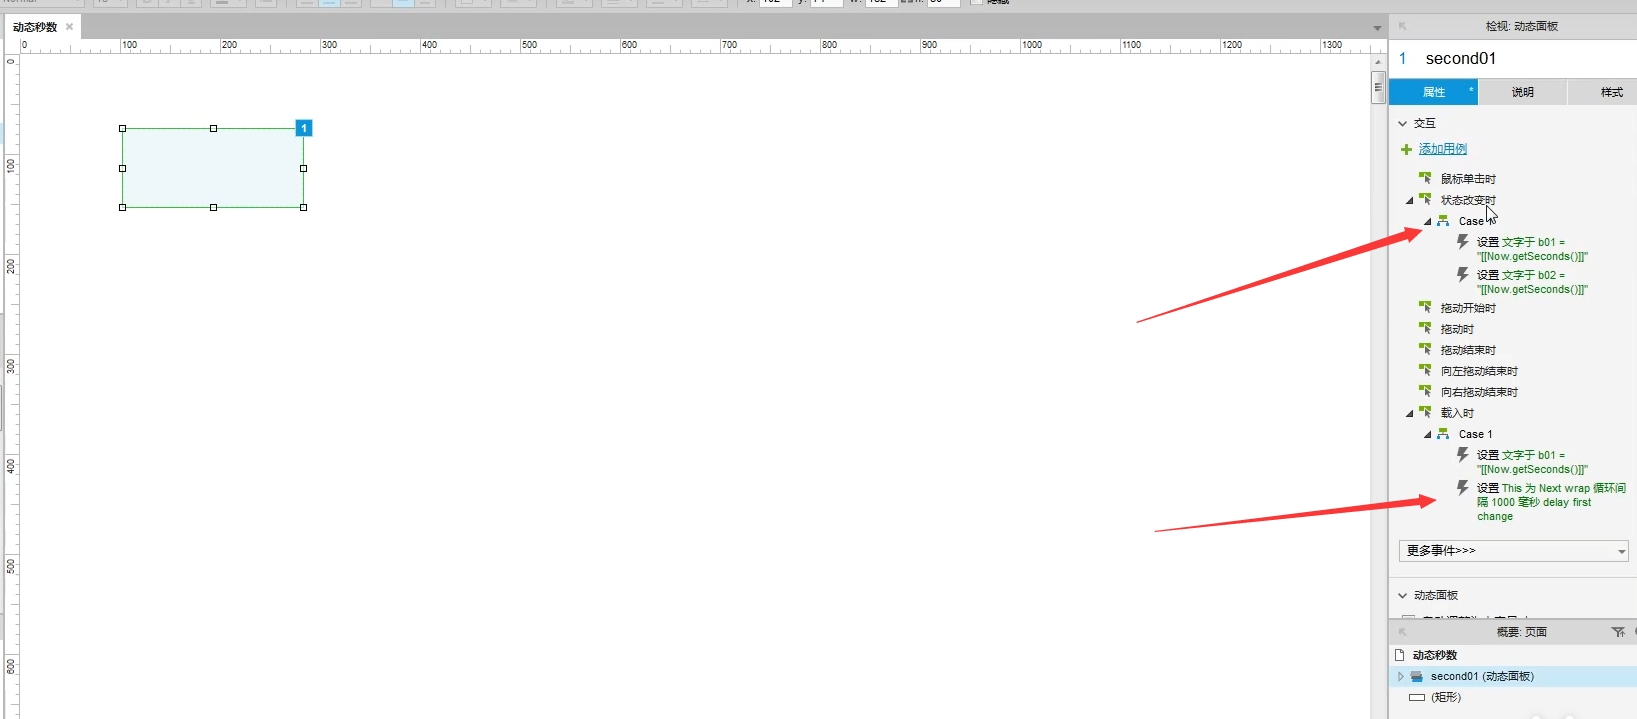 动态秒数
检视: 动态面板
0 100 200 300 400 500 600 700 800 900 1000 1100 1200 1300
1 second01
属性 * 说明 样式
交互
添加用例
鼠标单击时
状态改变时
Case
设置 文字于 b01 =
"[[Now.getSeconds()]]"
设置 文字于 b02 =
"[[Now.getSeconds()]]"
拖动开始时
拖动时
拖动结束时
向左拖动结束时
向右拖动结束时
载入时
Case 1
设置 文字于 b01 =
"[[Now.getSeconds()]]"
设置 This 为 Next wrap 循环间
隔 1000 毫秒 delay first
change
更多事件>>>
动态面板
概要: 页面
动态秒数
second01 (动态面板)
(矩形)
1
0
100
200
300
400
500
600